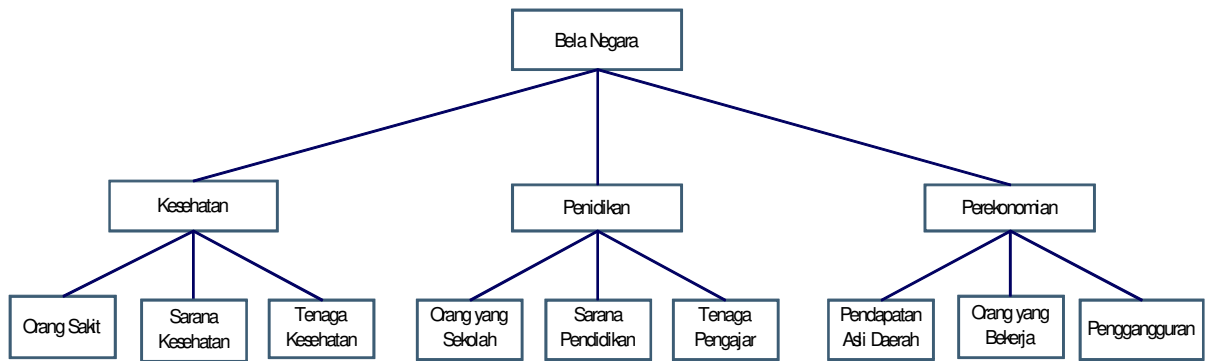 Bela Negara
Kesehatan
Penidikan
Perekonomian
Orang Sakit
Sarana
Kesehatan
Tenaga
Kesehatan
Orang yang
Sekolah
Sarana
Pendidikan
Tenaga
Pengajar
Pendapatan
Asli Daerah
Orang yang
Bekerja
Penggangguran